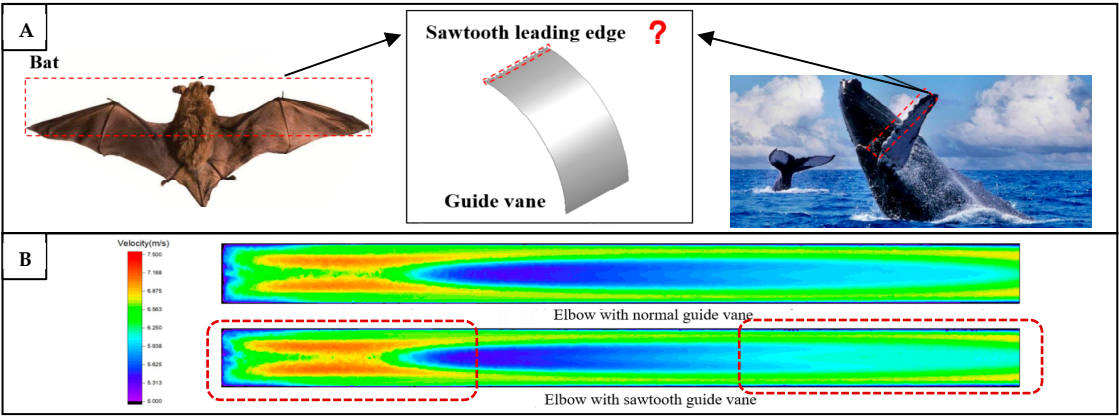 A
Bat
Sawtooth leading edge ?
Guide vane
B
Velocity(m/s)
7.500
7.188
6.875
6.563
6.250
5.938
5.625
5.313
5.000
Elbow with normal guide vane
Elbow with sawtooth guide vane